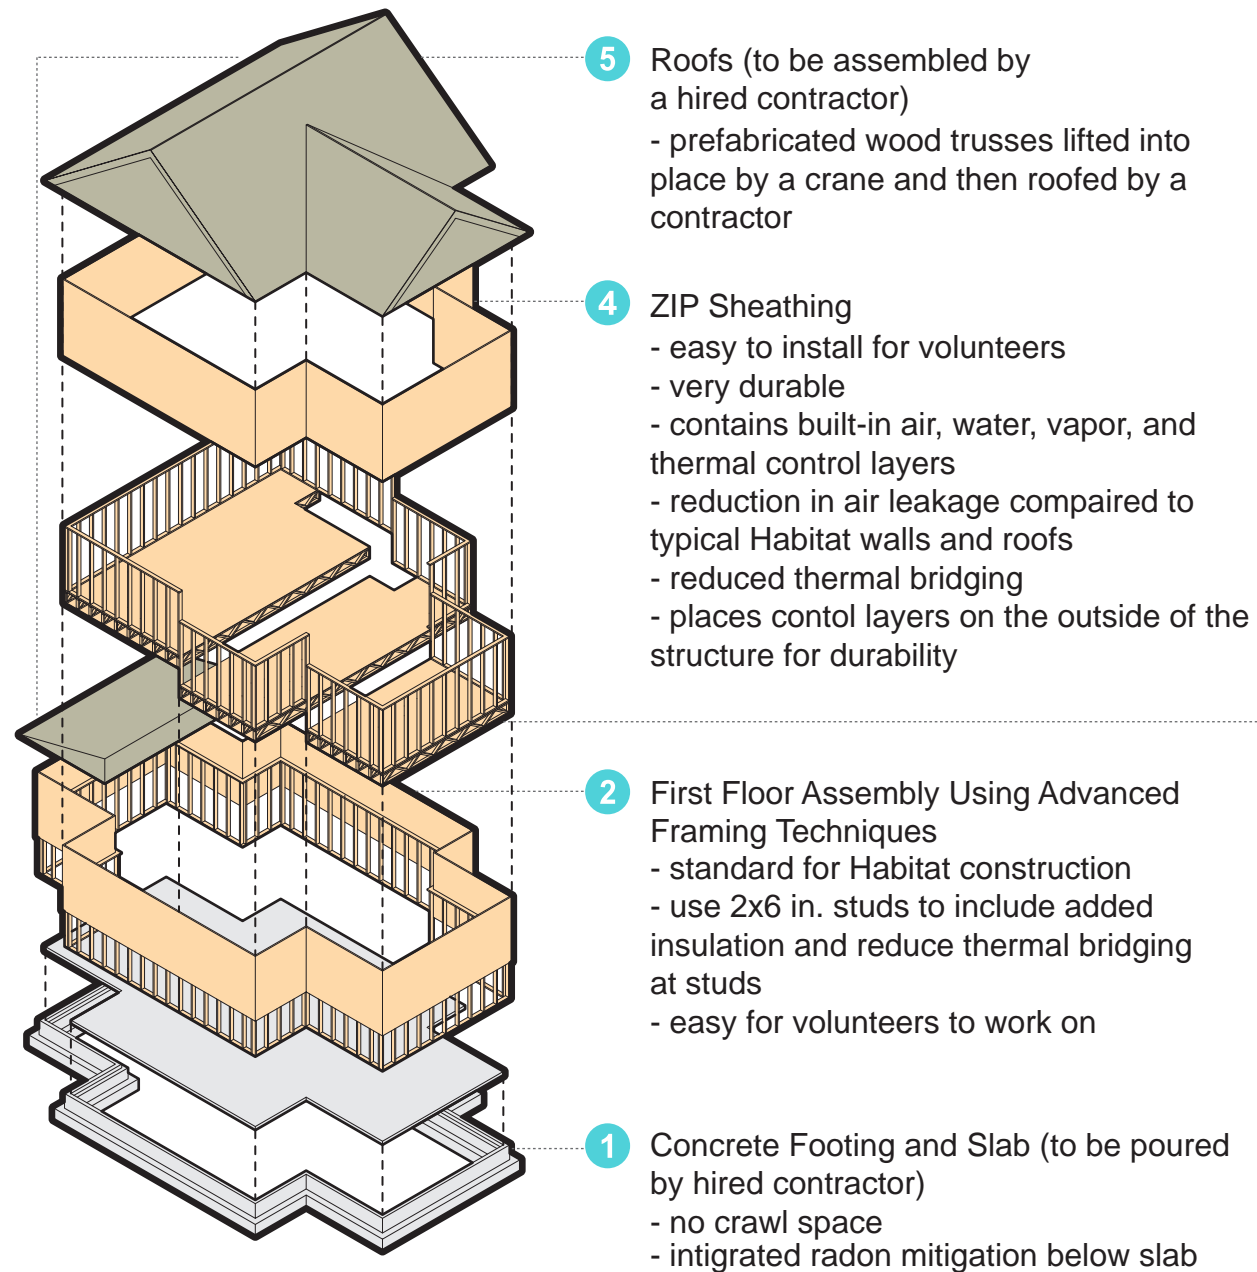 5
Roofs (to be assembled by
a hired contractor)
- prefabricated wood trusses lifted into
place by a crane and then roofed by a
contractor
4
ZIP Sheathing
- easy to install for volunteers
- very durable
- contains built-in air, water, vapor, and
thermal control layers
- reduction in air leakage compaired to
typical Habitat walls and roofs
- reduced thermal bridging
- places contol layers on the outside of the
structure for durability
2
First Floor Assembly Using Advanced
Framing Techniques
- standard for Habitat construction
- use 2x6 in. studs to include added
insulation and reduce thermal bridging
at studs
- easy for volunteers to work on
1
Concrete Footing and Slab (to be poured
by hired contractor)
- no crawl space
- intigrated radon mitigation below slab